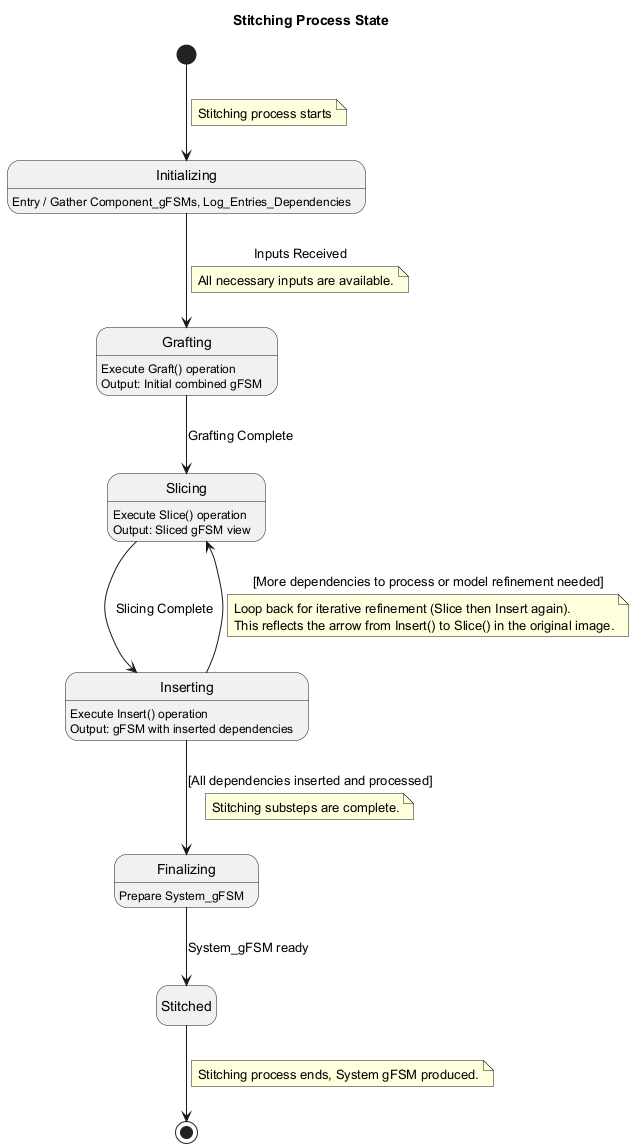 Stitching Process State
Stitching process starts
Initializing
Entry / Gather Component_gFSMs, Log_Entries_Dependencies
Inputs Received
All necessary inputs are available.
Grafting
Execute Graft() operation
Output: Initial combined gFSM
Grafting Complete
Slicing
Execute Slice() operation
Output: Sliced gFSM view
Slicing Complete
[More dependencies to process or model refinement needed]
Loop back for iterative refinement (Slice then Insert again).
This reflects the arrow from Insert() to Slice() in the original image.
Inserting
Execute Insert() operation
Output: gFSM with inserted dependencies
[All dependencies inserted and processed]
Stitching substeps are complete.
Finalizing
Prepare System_gFSM
System_gFSM ready
Stitched
Stitching process ends, System gFSM produced.